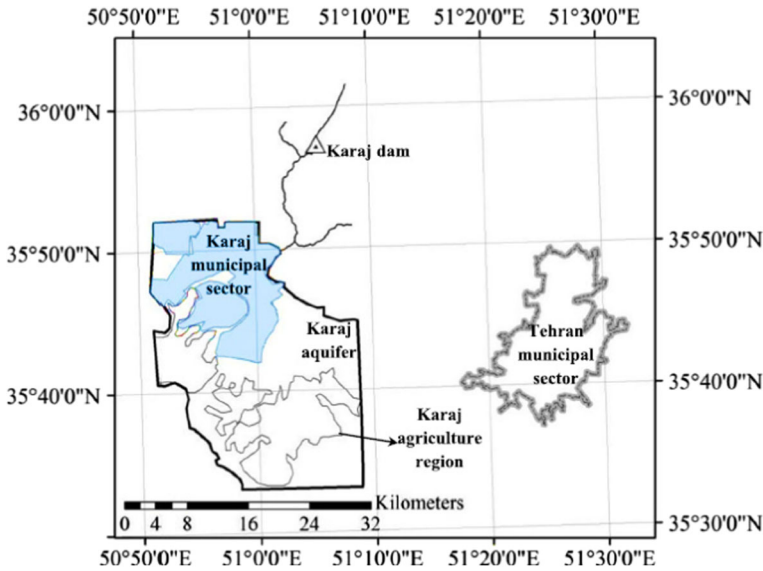 50°50'0"E 51°0'0"E 51°10'0"E 51°20'0"E 51°30'0"E
36°0'0"N
36°0'0"N
Karaj dam
35°50'0"N
35°50'0"N
Karaj
municipal
sector
Karaj
aquifer
Tehran
municipal
sector
35°40'0"N
35°40'0"N
Karaj
agriculture
region
Kilometers
0 4 8 16 24 32
35°30'0"N
50°50'0"E 51°0'0"E 51°10'0"E 51°20'0"E 51°30'0"E